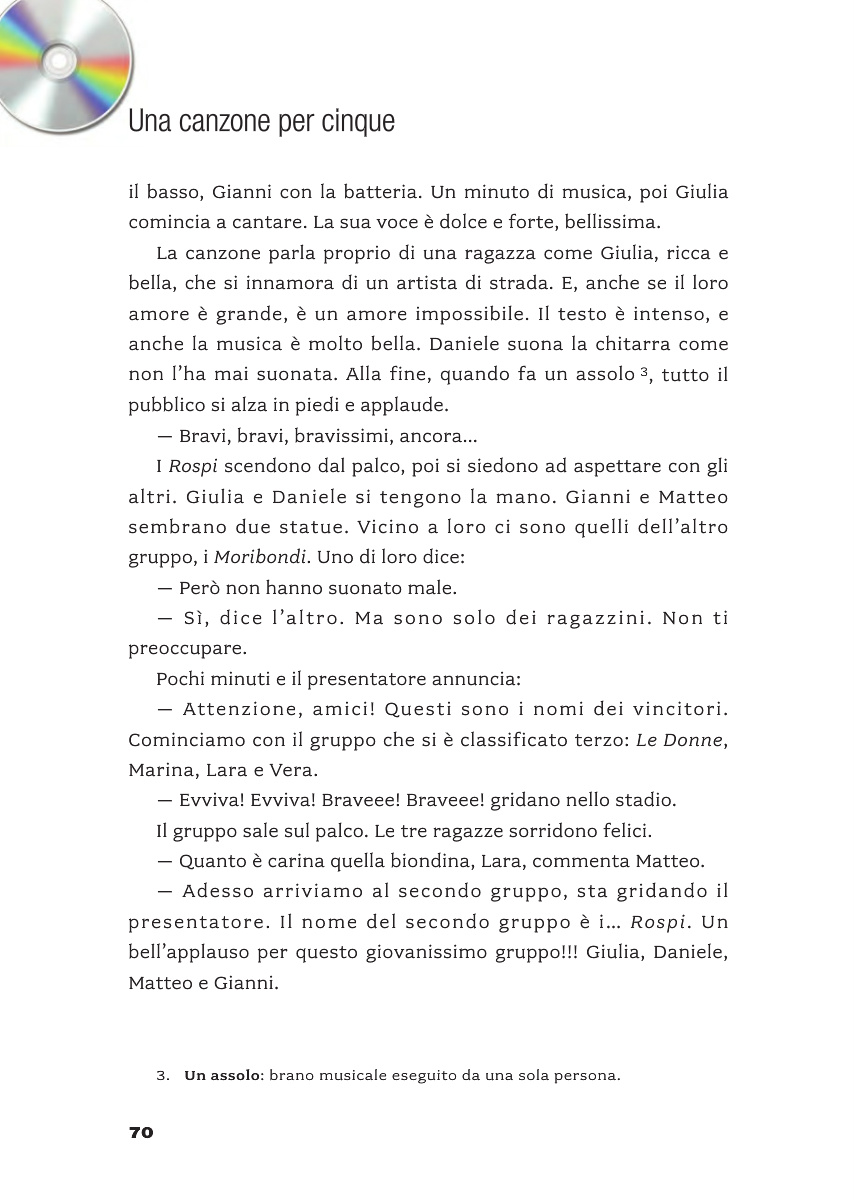 Una canzone per cinque
il basso, Gianni con la batteria. Un minuto di musica, poi Giulia
comincia a cantare. La sua voce è dolce e forte, bellissima.
La canzone parla proprio di una ragazza come Giulia, ricca e
bella, che si innamora di un artista di strada. E, anche se il loro
amore è grande, è un amore impossibile. Il testo è intenso, e
anche la musica è molto bella. Daniele suona la chitarra come
non l'ha mai suonata. Alla fine, quando fa un assolo ³, tutto il
pubblico si alza in piedi e applaude.
— Bravi, bravi, bravissimi, ancora...
I Rospi scendono dal palco, poi si siedono ad aspettare con gli
altri. Giulia e Daniele si tengono la mano. Gianni e Matteo
sembrano due statue. Vicino a loro ci sono quelli dell'altro
gruppo, i Moribondi. Uno di loro dice:
— Però non hanno suonato male.
— Sì, dice l'altro. Ma sono solo dei ragazzini. Non ti
preoccupare.
Pochi minuti e il presentatore annuncia:
— Attenzione, amici! Questi sono i nomi dei vincitori.
Cominciamo con il gruppo che si è classificato terzo: Le Donne,
Marina, Lara e Vera.
— Evviva! Evviva! Braveee! Braveee! gridano nello stadio.
Il gruppo sale sul palco. Le tre ragazze sorridono felici.
— Quanto è carina quella biondina, Lara, commenta Matteo.
— Adesso arriviamo al secondo gruppo, sta gridando il
presentatore. Il nome del secondo gruppo è i... Rospi. Un
bell'applauso per questo giovanissimo gruppo!!! Giulia, Daniele,
Matteo e Gianni.
3. Un assolo: brano musicale eseguito da una sola persona.
70